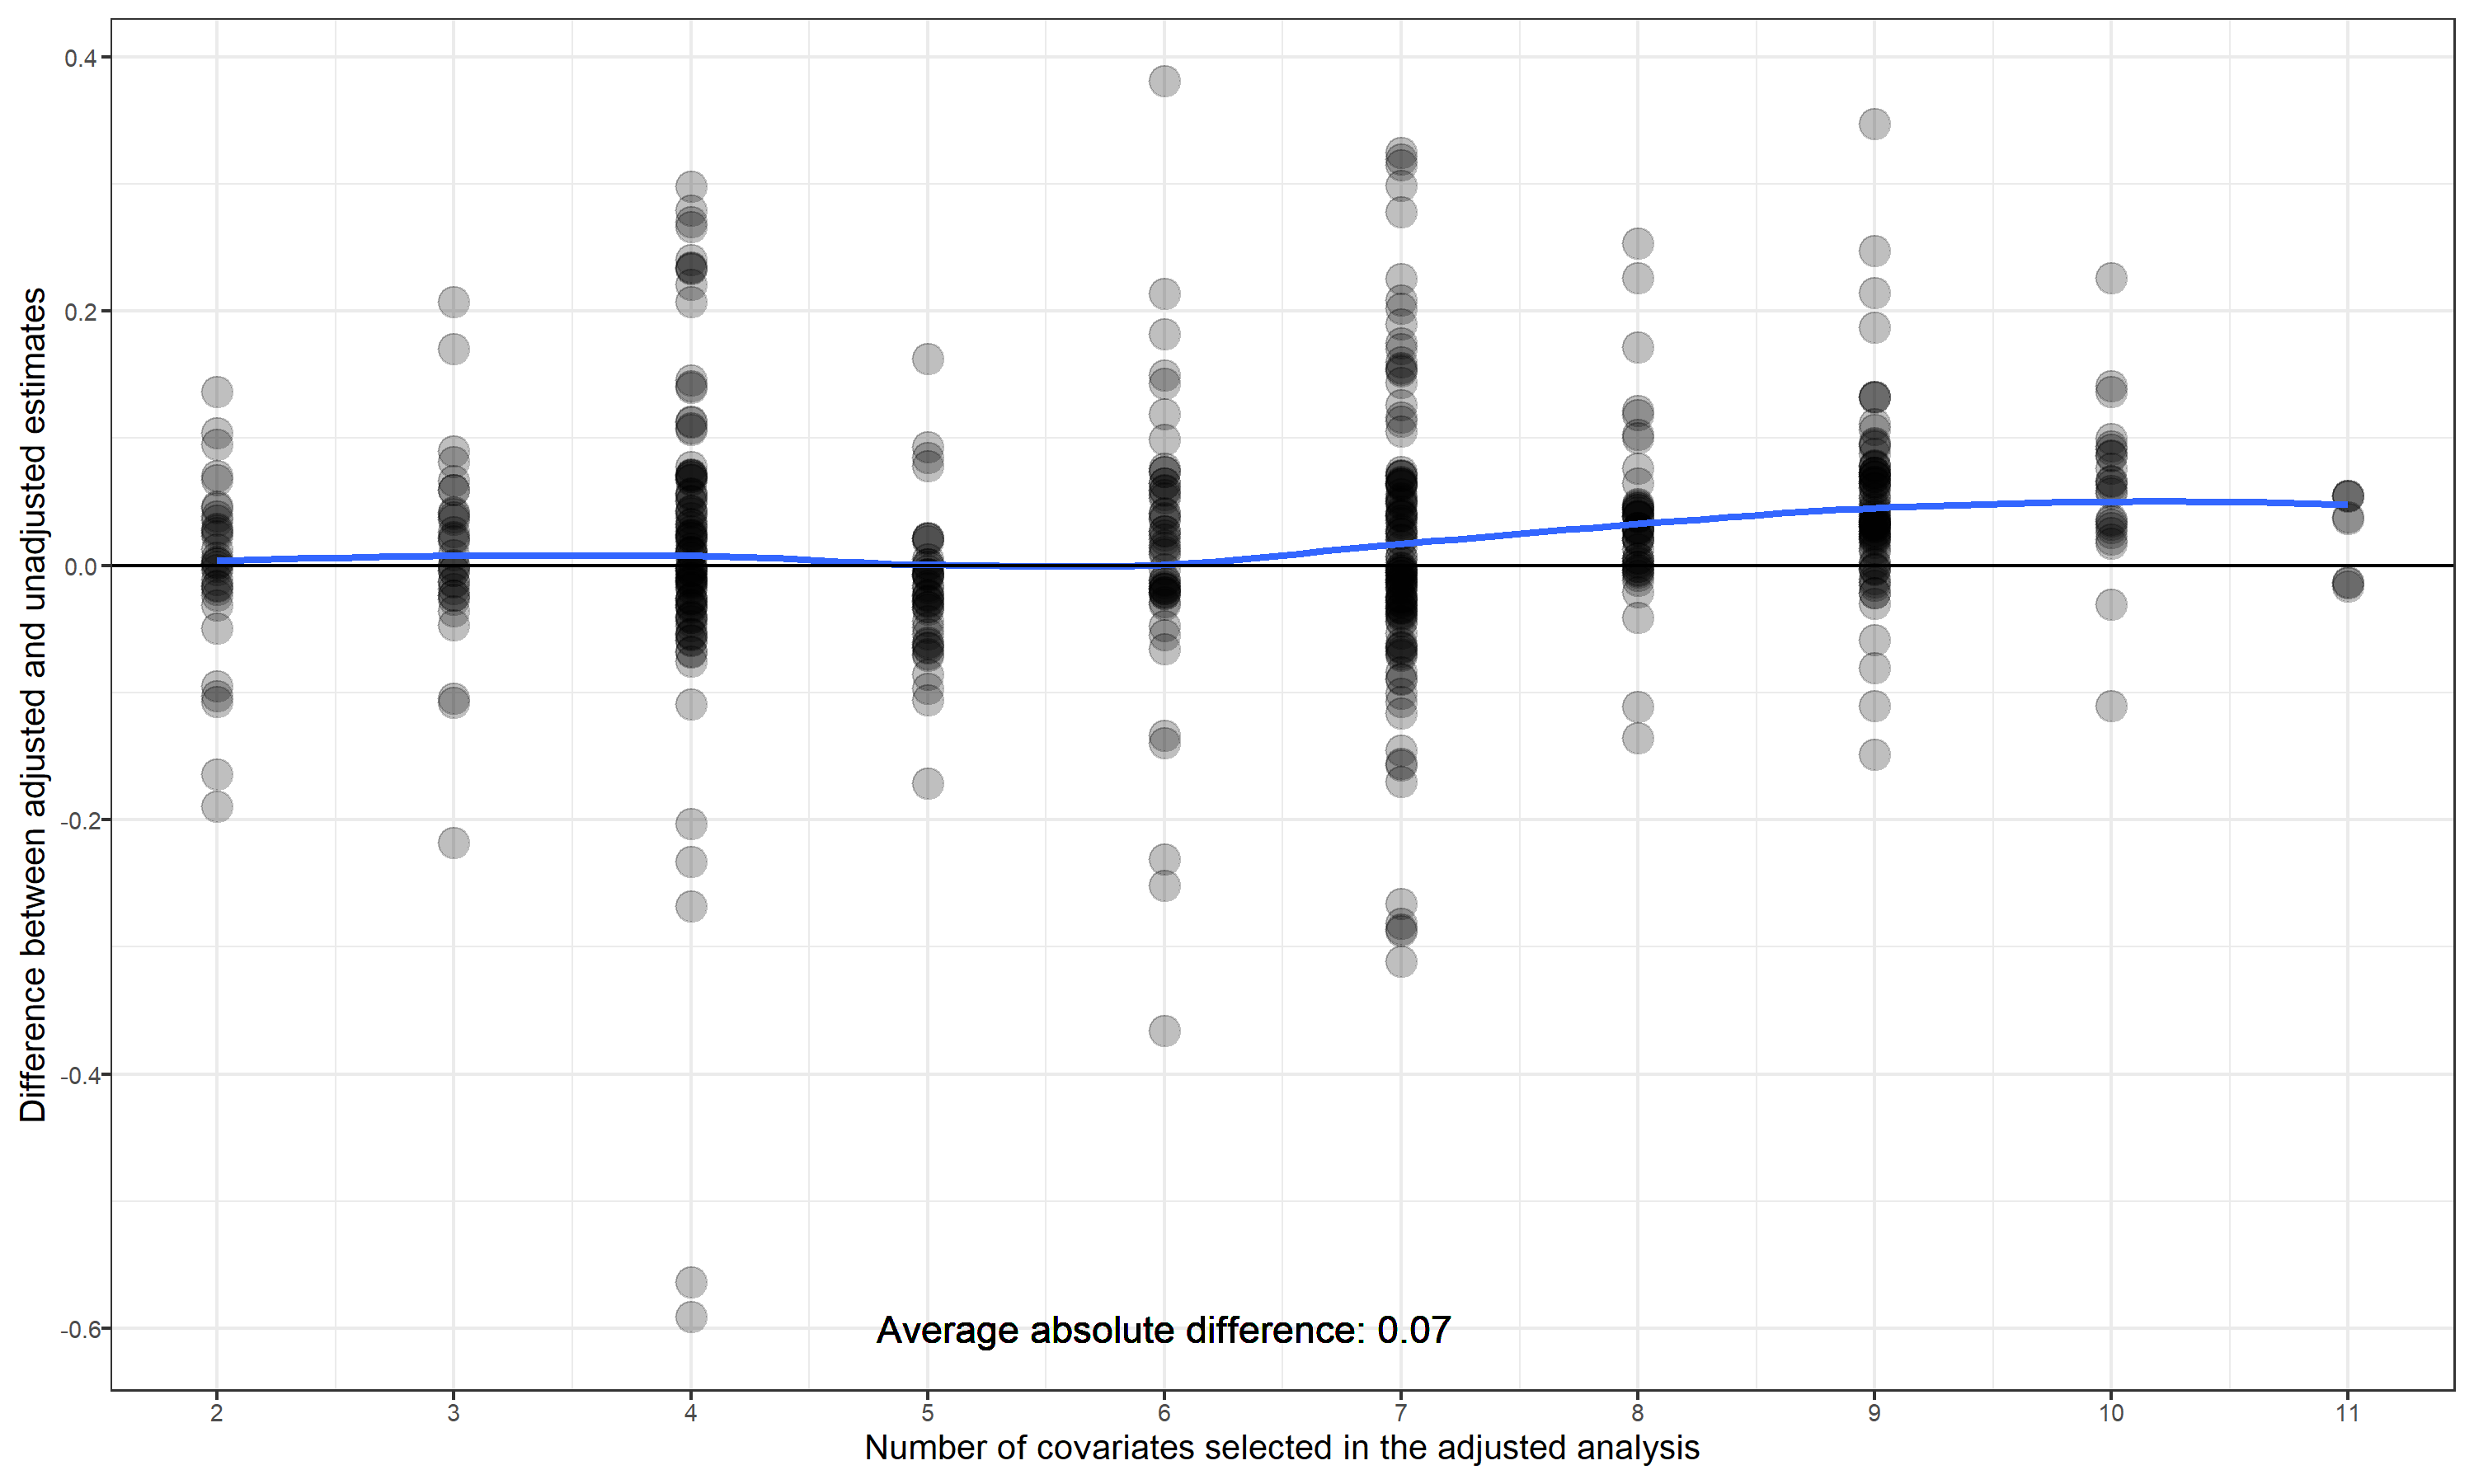 Difference between adjusted and unadjusted estimates
0.4
0.2
0.0
-0.2
-0.4
-0.6
Average absolute difference: 0.07
2 3 4 5 6 7 8 9 10 11
Number of covariates selected in the adjusted analysis